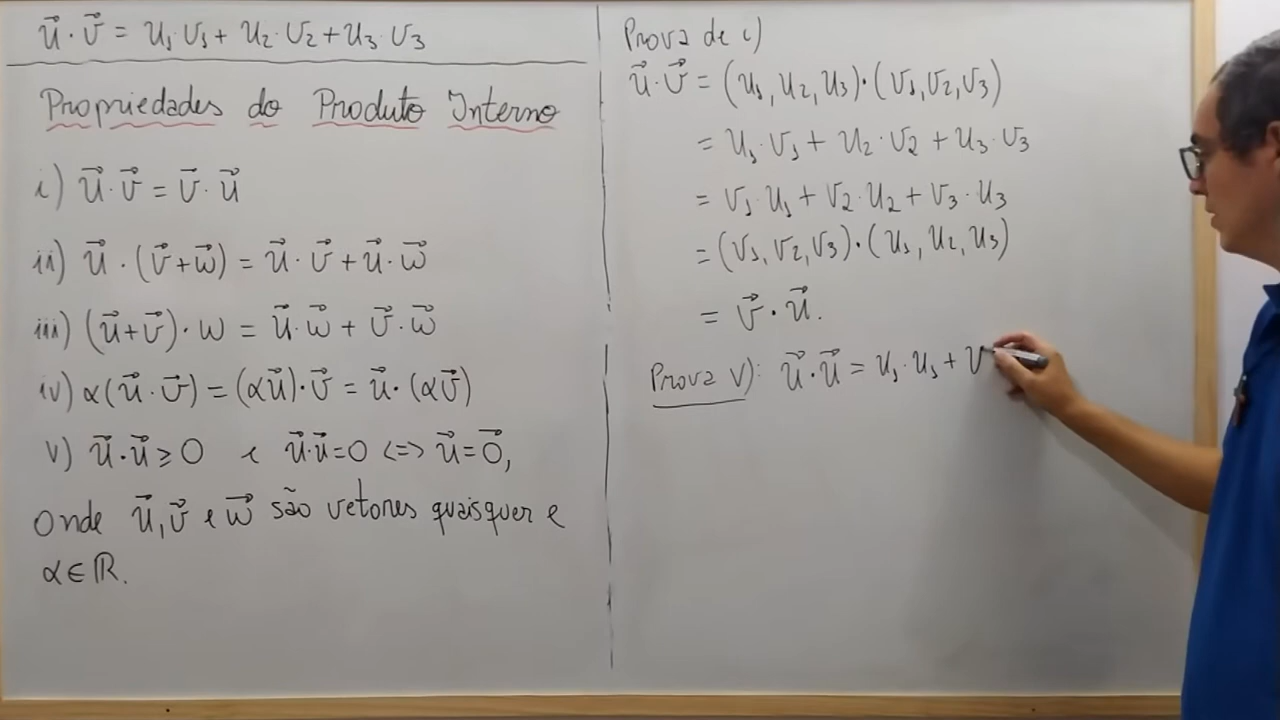 u⃗ · v⃗ = u₁·v₁ + u₂·v₂ + u₃·v₃
Propriedades do Produto Interno
i) u⃗ · v⃗ = v⃗ · u⃗
ii) u⃗ · (v⃗+w⃗) = u⃗ · v⃗ + u⃗ · w⃗
iii) (u⃗+v⃗) · w = u⃗ · w⃗ + v⃗ · w⃗
iv) α(u⃗ · v⃗) = (αu⃗) · v⃗ = u⃗ · (αv⃗)
v) u⃗ · u⃗ ≥ 0 e u⃗·u⃗=0 <=> u⃗=0⃗,
Onde u⃗, v⃗ e w⃗ são vetores quaisquer e
α ∈ ℝ.
Prova de i)
u⃗ · v⃗ = (u₁, u₂, u₃) · (v₁, v₂, v₃)
= u₁ · v₁ + u₂ · v₂ + u₃ · v₃
= v₁ · u₁ + v₂ · u₂ + v₃ · u₃
= (v₁, v₂, v₃) · (u₁, u₂, u₃)
= v⃗ · u⃗.
Prova v): u⃗ · u⃗ = u₁ · u₁ + u